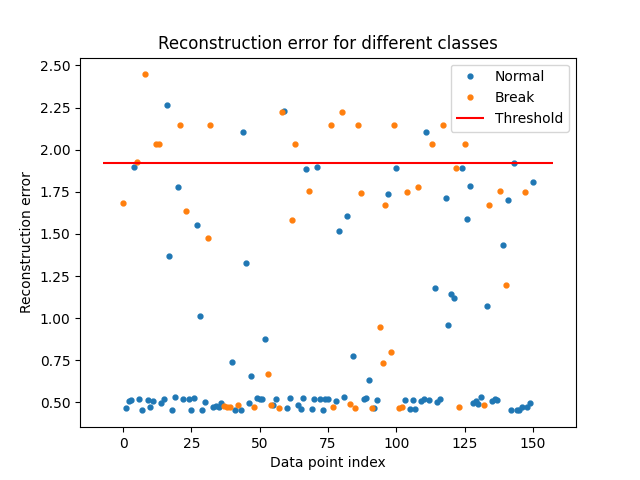 Reconstruction error for different classes
Normal
Break
Threshold
Reconstruction error
2.50
2.25
2.00
1.75
1.50
1.25
1.00
0.75
0.50
0
25
50
75
100
125
150
Data point index